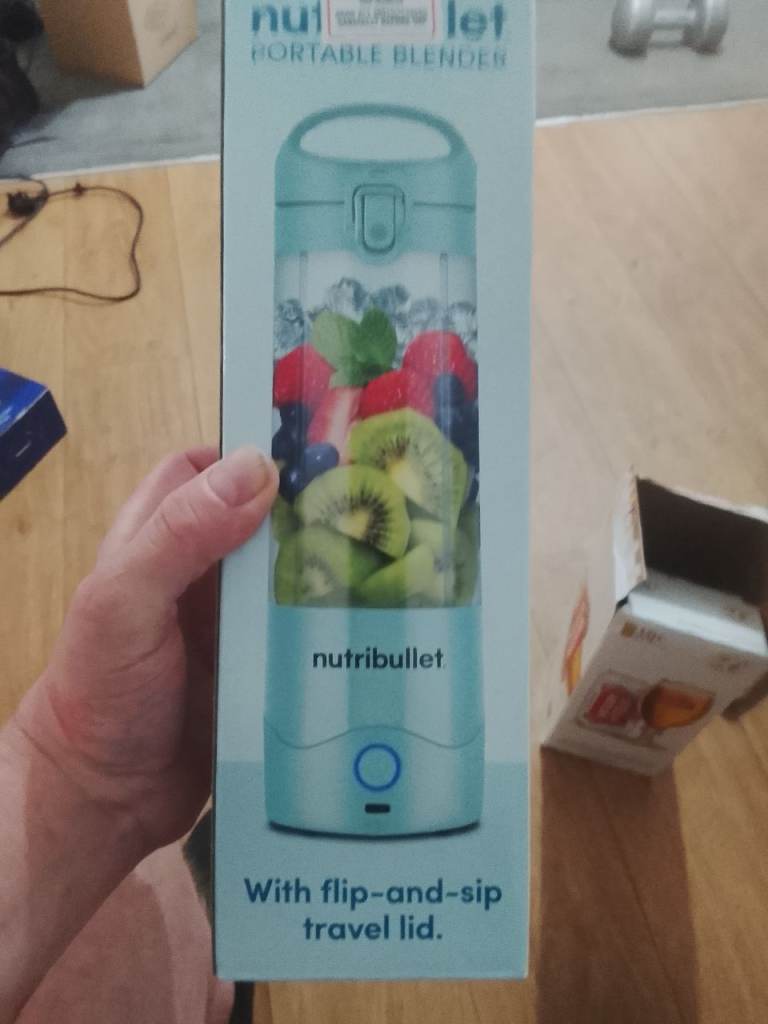 PORTABLE BLENDER
nutribullet
With flip-and-sip
travel lid.